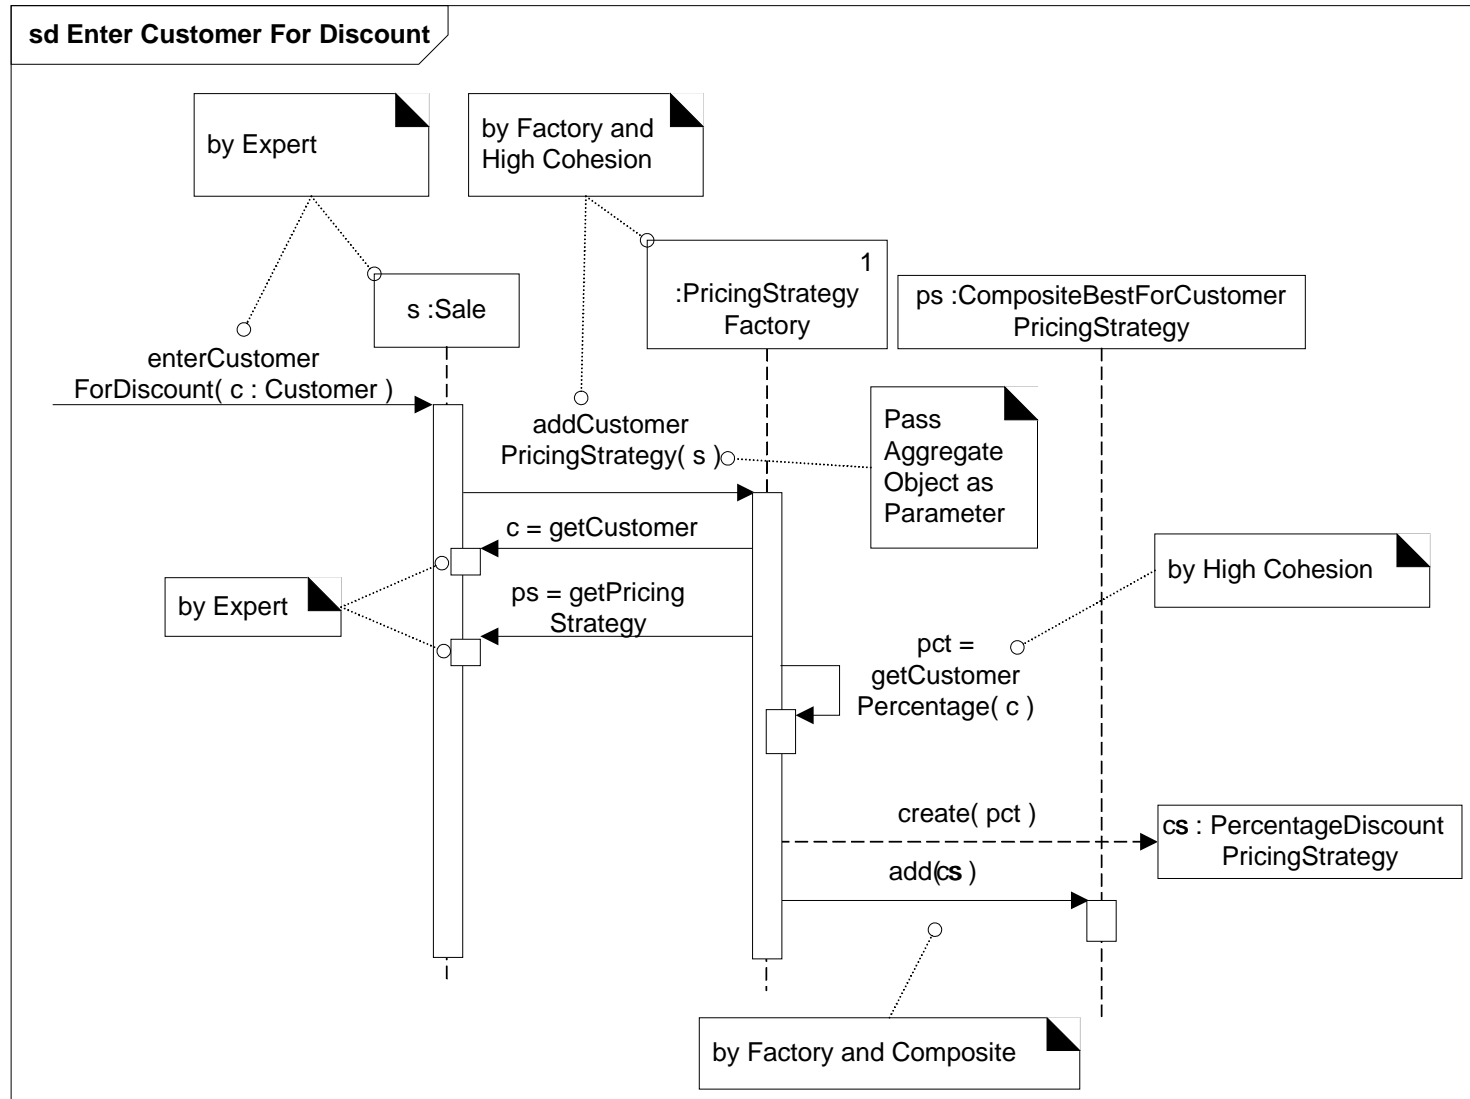 sd Enter Customer For Discount
by Expert
by Factory and
High Cohesion
1
:PricingStrategy
Factory
s :Sale
ps :CompositeBestForCustomer
PricingStrategy
enterCustomer
ForDiscount( c : Customer )
addCustomer
PricingStrategy( s )
Pass
Aggregate
Object as
Parameter
c = getCustomer
by High Cohesion
by Expert
ps = getPricing
Strategy
pct =
getCustomer
Percentage( c )
create( pct )
cs : PercentageDiscount
PricingStrategy
add(cs )
by Factory and Composite